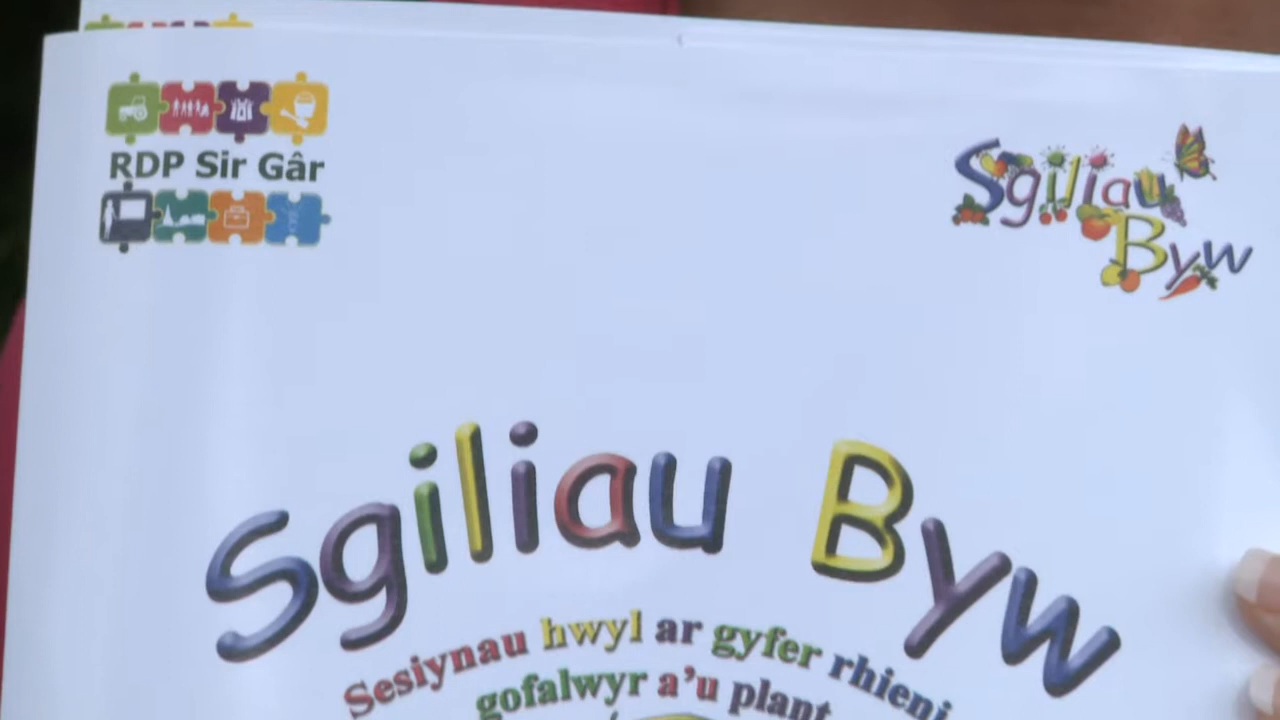 RDP Sir Gâr
Sgiliau
Byw
Sgiliau Byw
Sesiynau hwyl ar gyfer rhieni
gofalwyr a'u plant